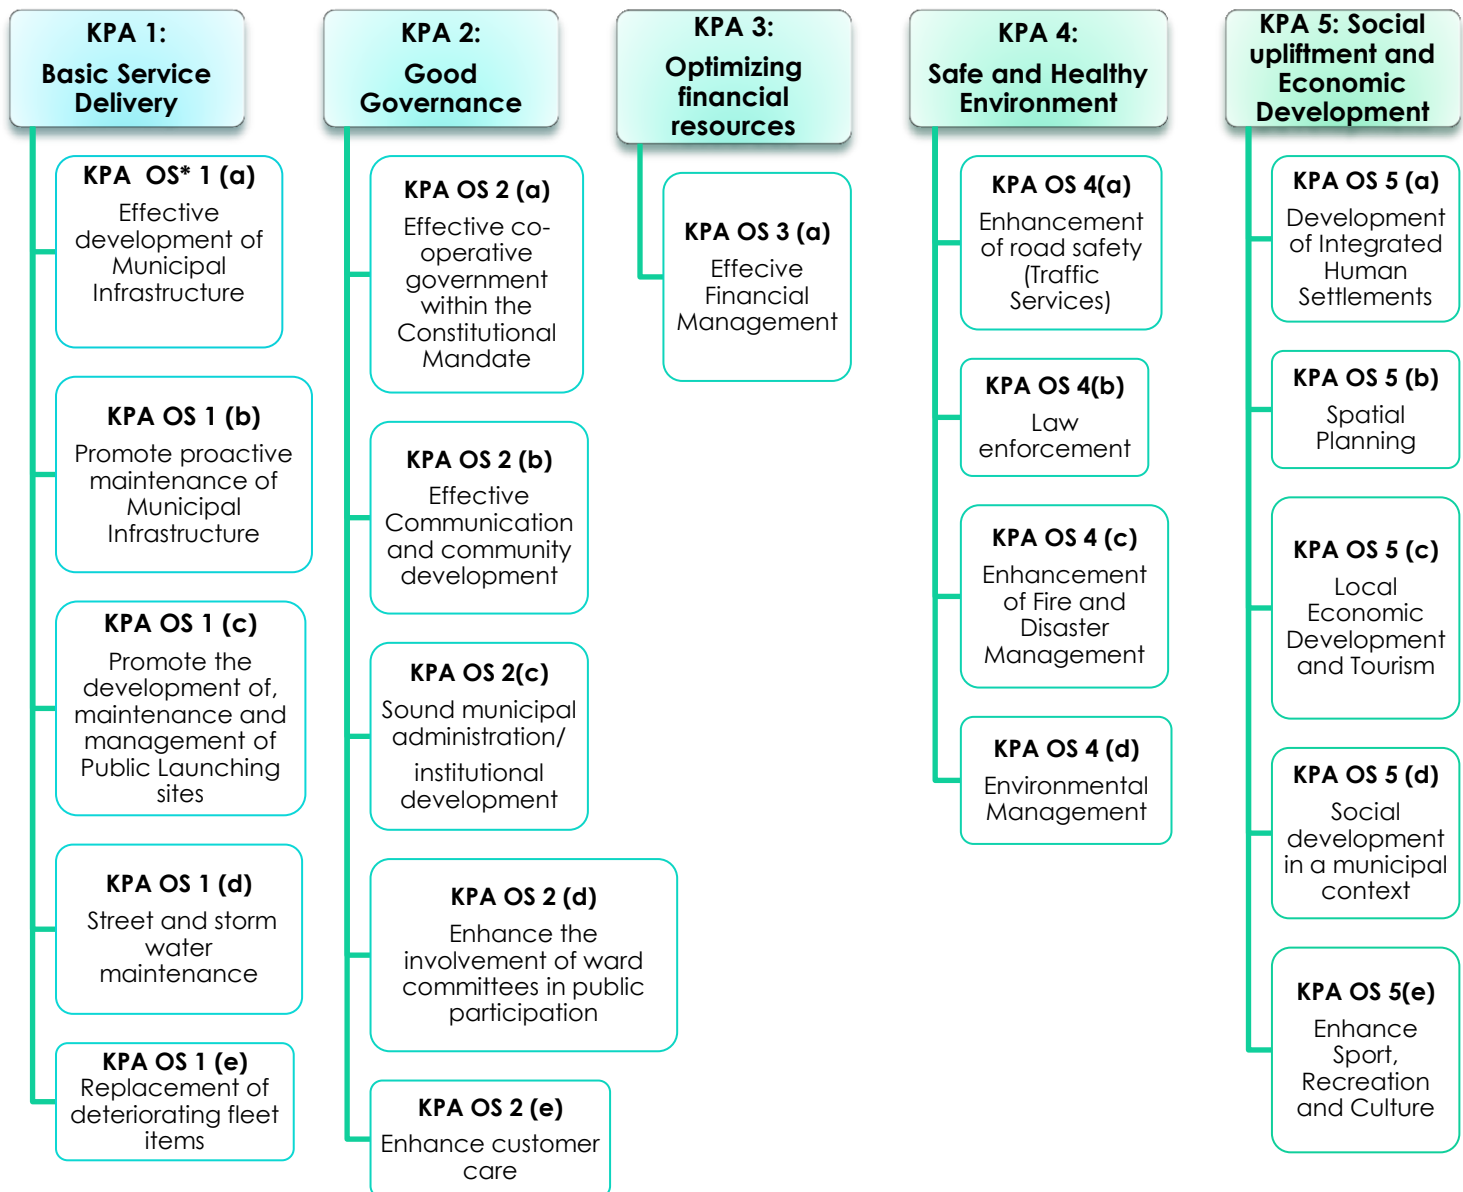 KPA 1:
Basic Service
Delivery
KPA OS* 1 (a)
Effective
development of
Municipal
Infrastructure
KPA OS 1 (b)
Promote proactive
maintenance of
Municipal
Infrastructure
KPA OS 1 (c)
Promote the
development of,
maintenance and
management of
Public Launching
sites
KPA OS 1 (d)
Street and storm
water
maintenance
KPA OS 1 (e)
Replacement of
deteriorating fleet
items
KPA 2:
Good
Governance
KPA OS 2 (a)
Effective co-
operative
government
within the
Constitutional
Mandate
KPA OS 2 (b)
Effective
Communication
and community
development
KPA OS 2(c)
Sound municipal
administration/
institutional
development
KPA OS 2 (d)
Enhance the
involvement of ward
committees in public
participation
KPA OS 2 (e)
Enhance customer
care
KPA 3:
Optimizing
financial
resources
KPA OS 3 (a)
Effecive
Financial
Management
KPA 4:
Safe and Healthy
Environment
KPA OS 4(a)
Enhancement
of road safety
(Traffic
Services)
KPA OS 4(b)
Law
enforcement
KPA OS 4 (c)
Enhancement
of Fire and
Disaster
Management
KPA OS 4 (d)
Environmental
Management
KPA 5: Social
upliftment and
Economic
Development
KPA OS 5 (a)
Development
of Integrated
Human
Settlements
KPA OS 5 (b)
Spatial
Planning
KPA OS 5 (c)
Local
Economic
Development
and Tourism
KPA OS 5 (d)
Social
development
in a municipal
context
KPA OS 5(e)
Enhance
Sport,
Recreation
and Culture